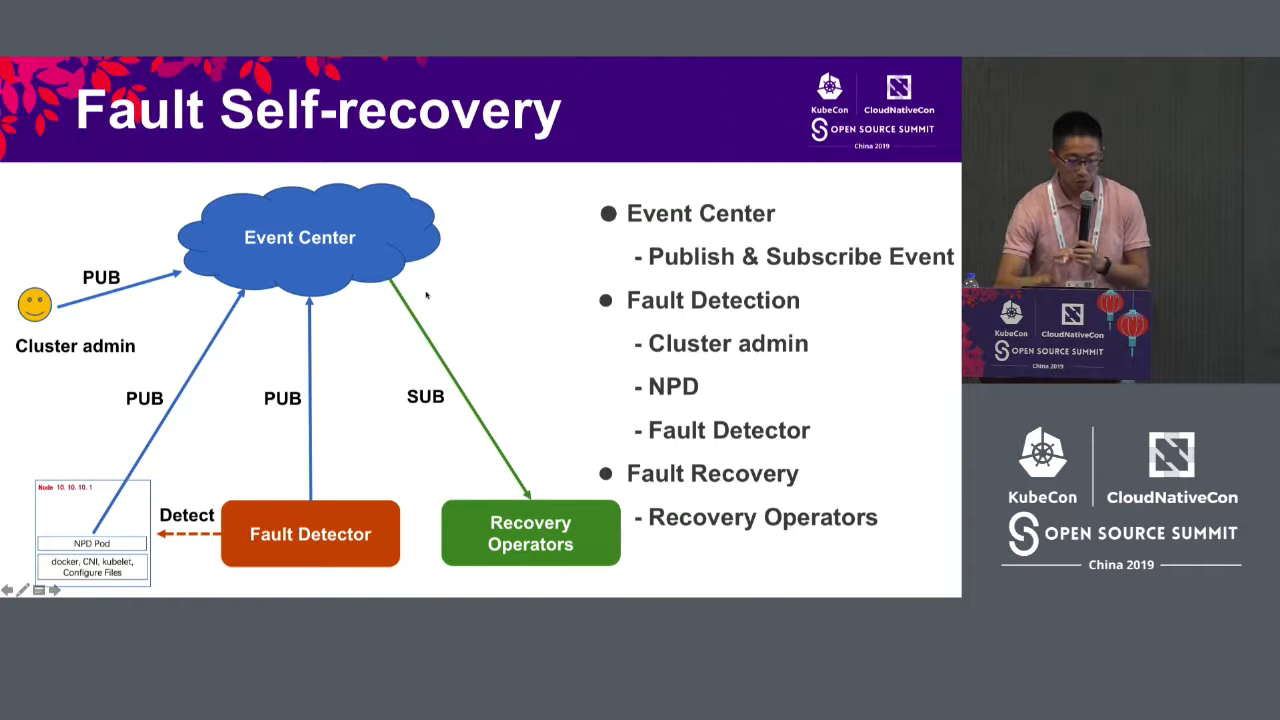 Fault Self-recovery
KubeCon
CloudNativeCon
OPEN SOURCE SUMMIT
China 2019
Event Center
PUB
Cluster admin
PUB
PUB
SUB
Node 10. 10. 10. 1
NPD Pod
docker, CNI, kubelet,
Configure Files
Detect
Fault Detector
Recovery
Operators
Event Center
- Publish & Subscribe Event
Fault Detection
- Cluster admin
- NPD
- Fault Detector
Fault Recovery
- Recovery Operators
KubeCon
CloudNativeCon
OPEN SOURCE SUMMIT
China 2019
KubeCon
CloudNativeCon
OPEN SOURCE SUMMIT
China 2019